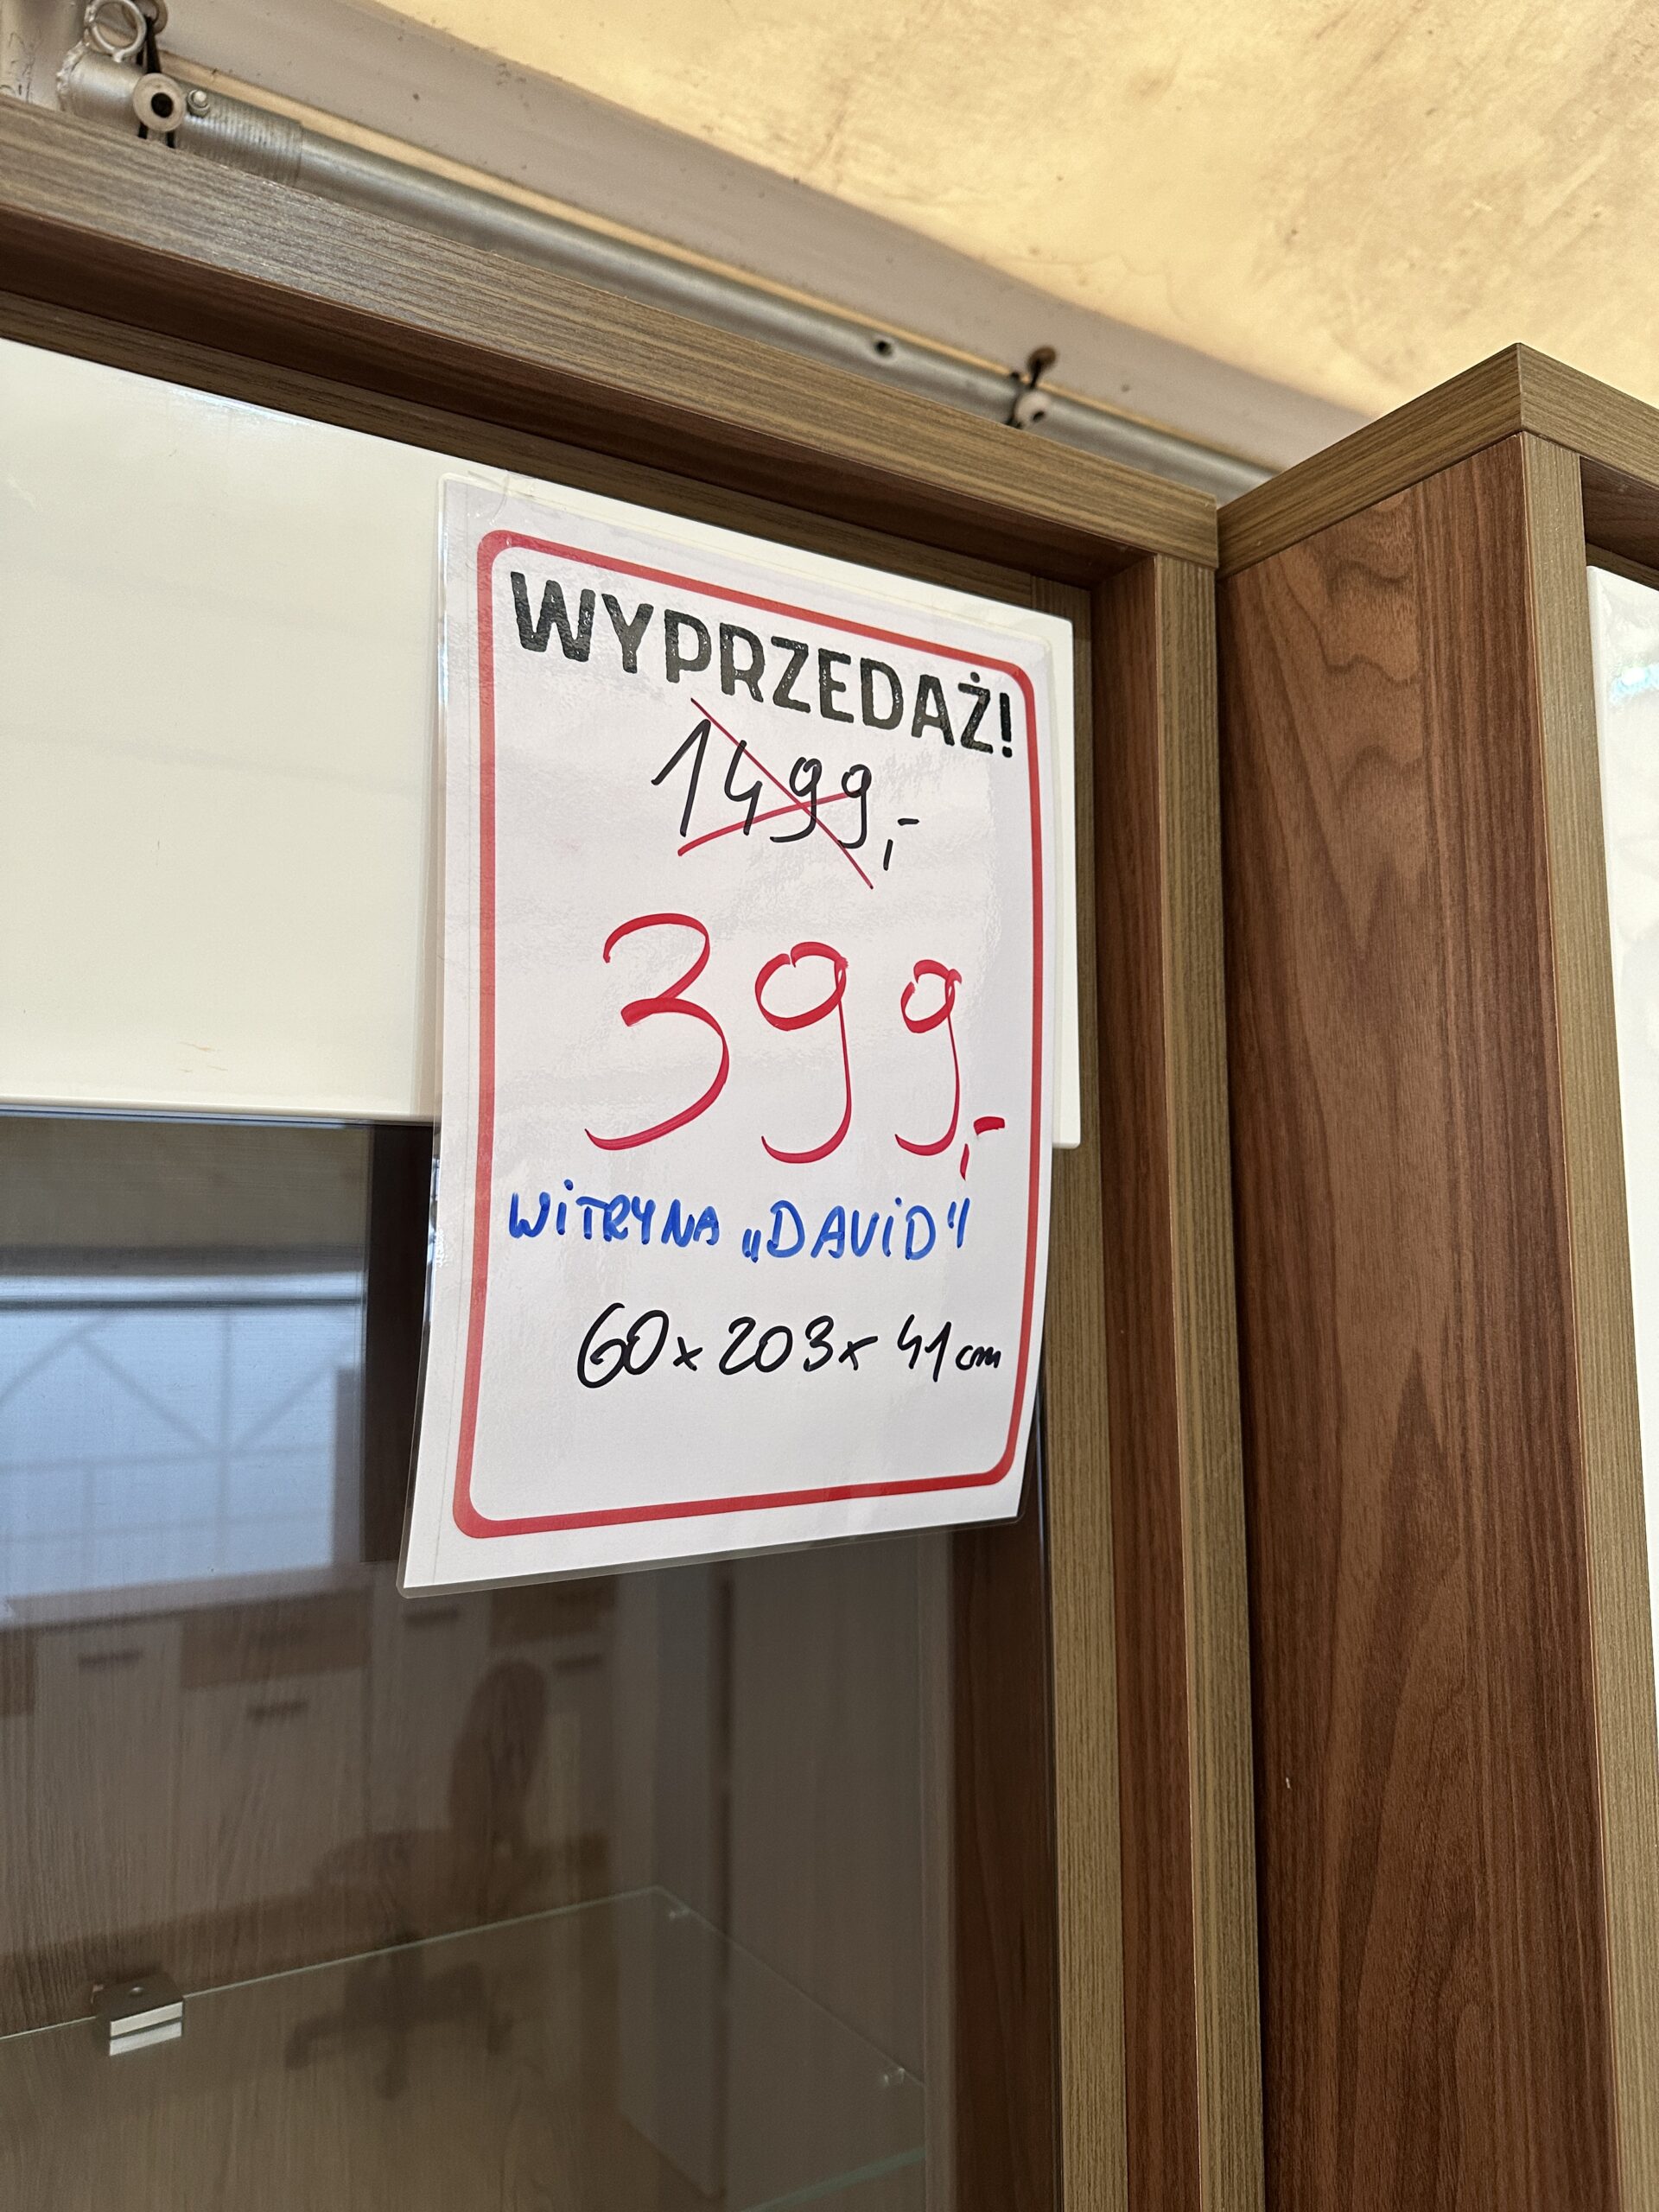 WYPRZEDAŻ!
1499,-
399,-
WiTRYNA „DAViD"
60 x 203 x 41 cm